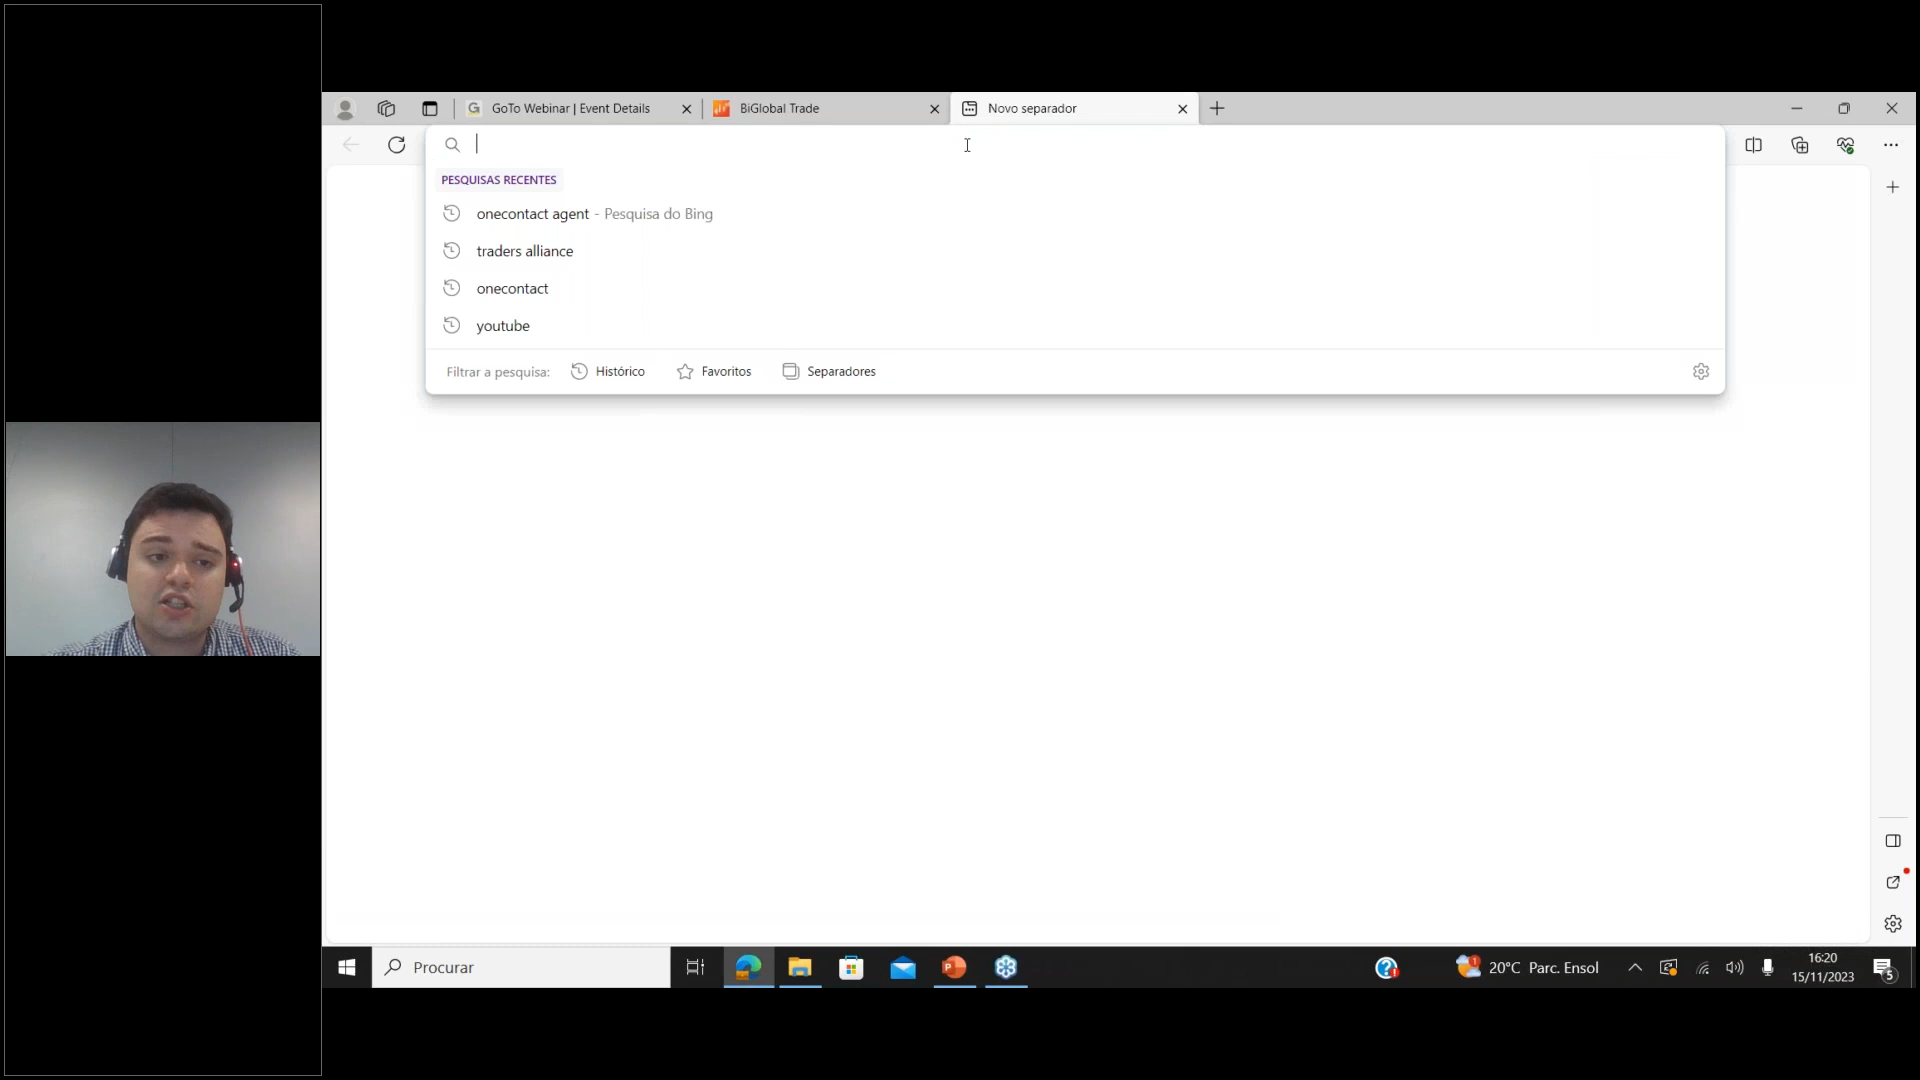 GoTo Webinar | Event Details
BiGlobal Trade
Novo separador
PESQUISAS RECENTES
onecontact agent - Pesquisa do Bing
traders alliance
onecontact
youtube
Filtrar a pesquisa: Histórico Favoritos Separadores
Procurar
20°C Parc. Ensol
16:20
15/11/2023
5